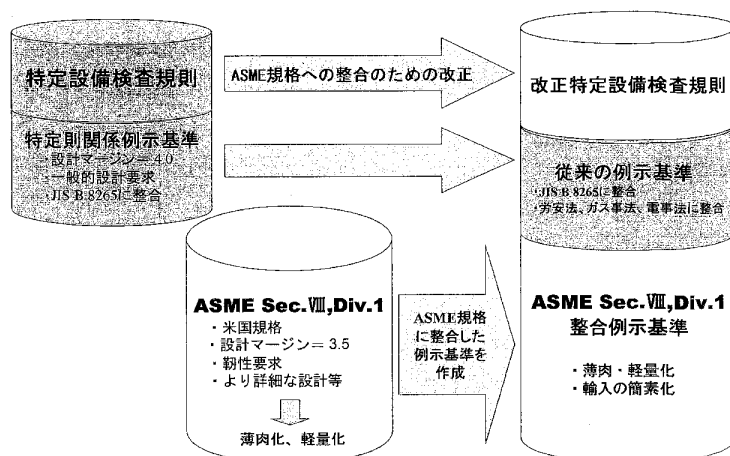 特定設備検査規則
特定則関係例示基準
・設計マージン=4.0
・一般的設計要求
・JIS B 8265に整合
ASME規格への整合のための改正
改正特定設備検査規則
従来の例示基準
・JIS B 8265に整合
・労安法、ガス事法、電事法に整合
ASME Sec.Ⅷ,Div.1
・米国規格
・設計マージン=3.5
・靭性要求
・より詳細な設計等
薄肉化、軽量化
ASME規格
に整合した
例示基準を
作成
ASME Sec.Ⅷ,Div.1
整合例示基準
・薄肉・軽量化
・輸入の簡素化